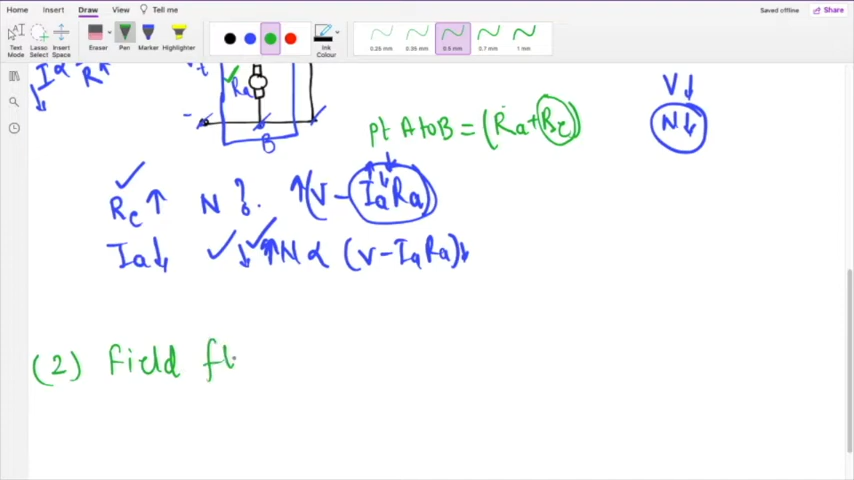 Home Insert Draw View Tell me Saved offline Share
Text Mode Lasso Select Insert Space Eraser Pen Marker Highlighter Ink Colour 0.25 mm 0.35 mm 0.5 mm 0.7 mm 1 mm
↓ Ia ∝ R↑
Ra
B
pt A to B = (Ra+Rc)
V↓
N↓
Rc ↑ N ? ↑(V - IaRa)
Ia↓ ↓↑N ∝ (V - IaRa)↓
(2) Field fl